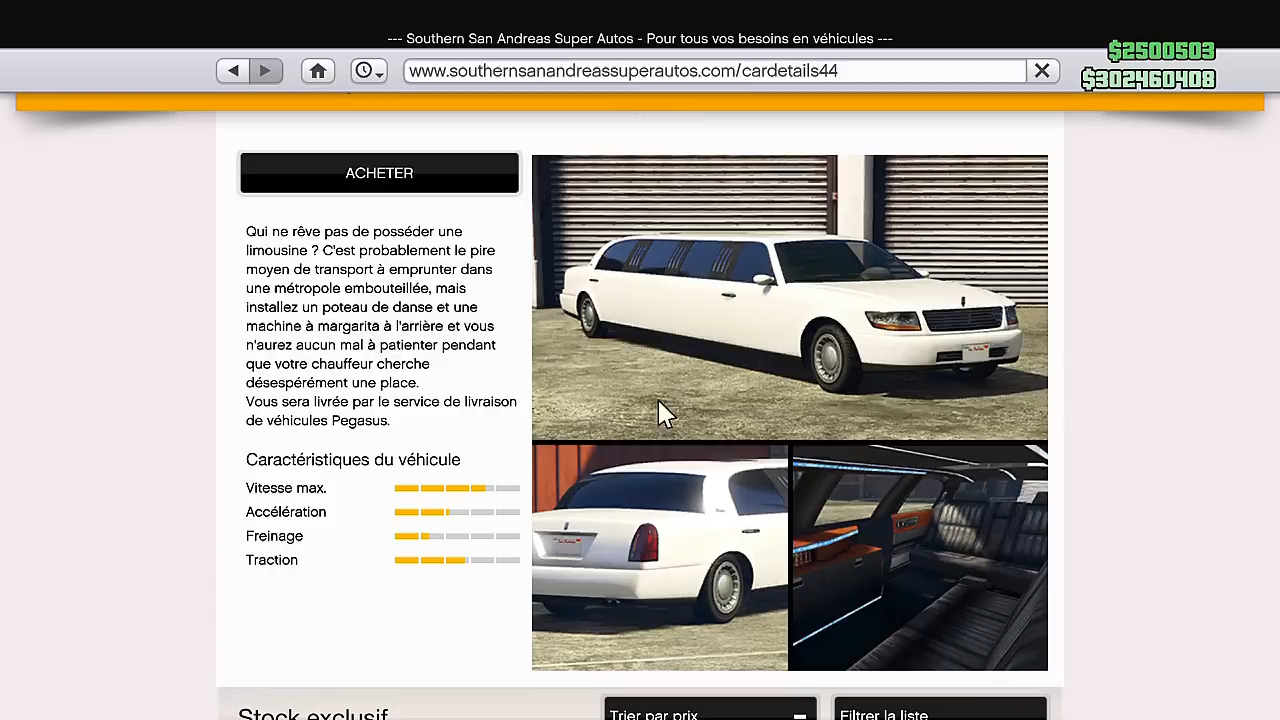 --- Southern San Andreas Super Autos - Pour tous vos besoins en véhicules ---
$2500503
www.southernsanandreassuperautos.com/cardetails44
$302460408
ACHETER
Qui ne rêve pas de posséder une
limousine ? C'est probablement le pire
moyen de transport à emprunter dans
une métropole embouteillée, mais
installez un poteau de danse et une
machine à margarita à l'arrière et vous
n'aurez aucun mal à patienter pendant
que votre chauffeur cherche
désespérément une place.
Vous sera livrée par le service de livraison
de véhicules Pegasus.
Caractéristiques du véhicule
Vitesse max.
Accélération
Freinage
Traction
Stock exclusif
Trier par prix
Filtrer la liste